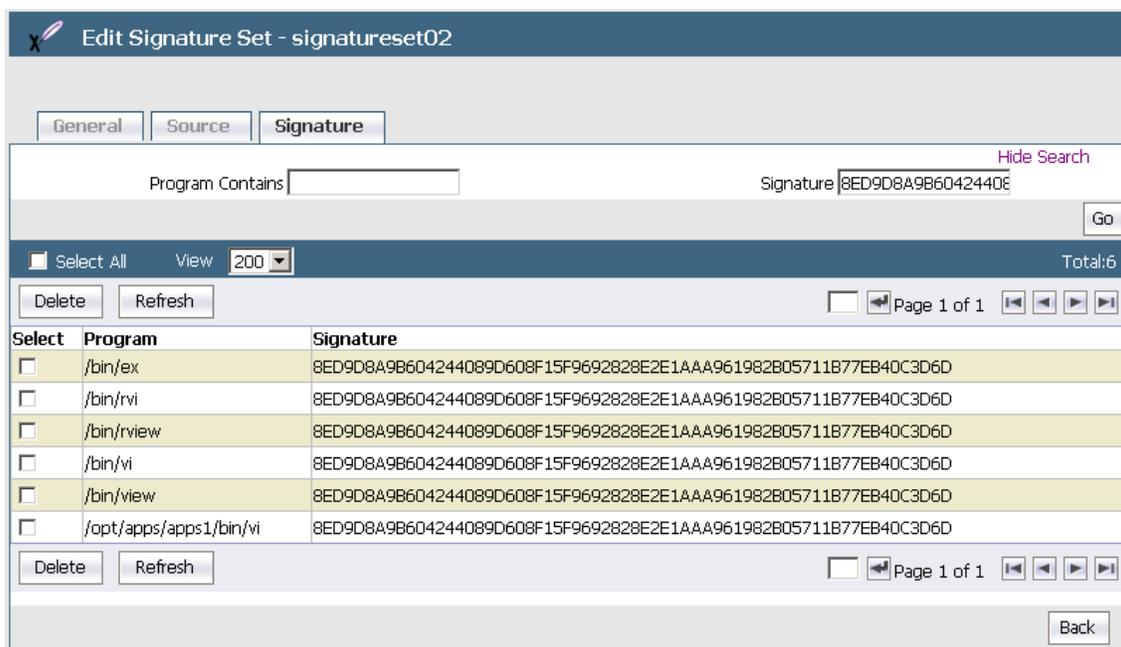 Edit Signature Set - signatureset02
General Source Signature
Hide Search
Program Contains Signature 8ED9D8A9B60424408
Go
Select All View 200 Total:6
Delete Refresh Page 1 of 1
Select Program Signature
/bin/ex 8ED9D8A9B604244089D608F15F9692828E2E1AAA961982B05711B77EB40C3D6D
/bin/rvi 8ED9D8A9B604244089D608F15F9692828E2E1AAA961982B05711B77EB40C3D6D
/bin/rview 8ED9D8A9B604244089D608F15F9692828E2E1AAA961982B05711B77EB40C3D6D
/bin/vi 8ED9D8A9B604244089D608F15F9692828E2E1AAA961982B05711B77EB40C3D6D
/bin/view 8ED9D8A9B604244089D608F15F9692828E2E1AAA961982B05711B77EB40C3D6D
/opt/apps/apps1/bin/vi 8ED9D8A9B604244089D608F15F9692828E2E1AAA961982B05711B77EB40C3D6D
Delete Refresh Page 1 of 1
Back